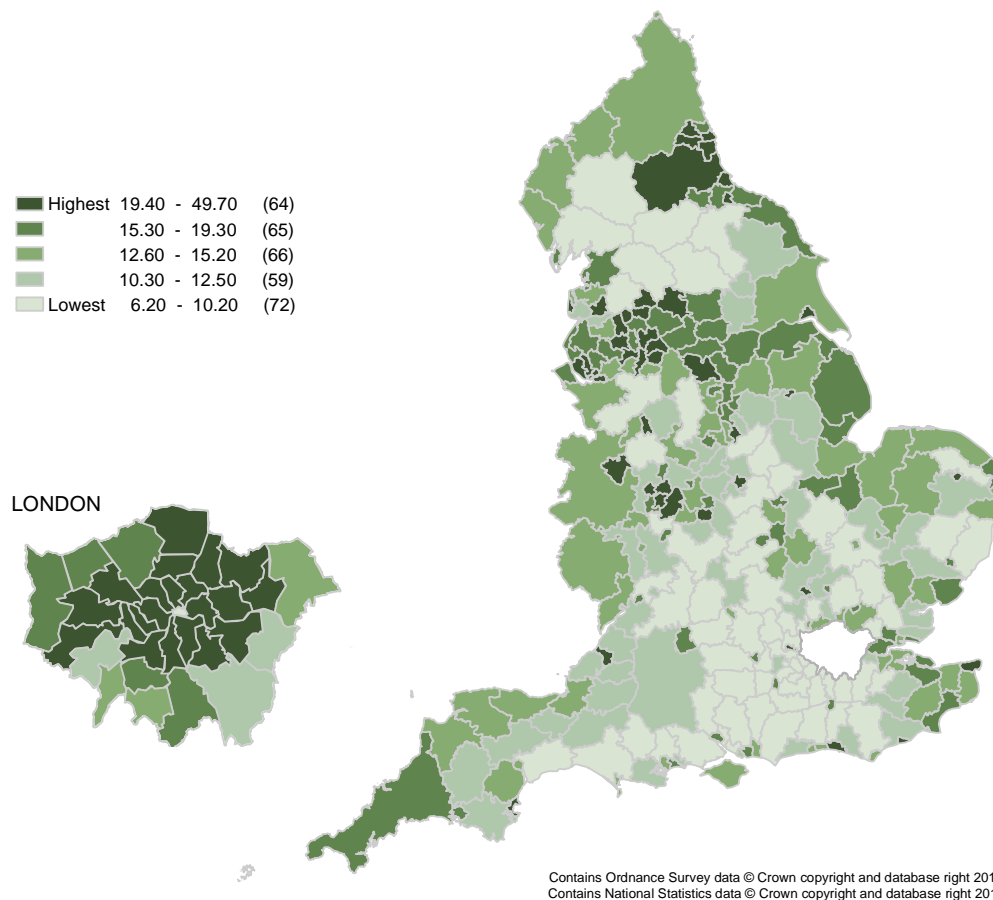 Highest 19.40 - 49.70 (64)
15.30 - 19.30 (65)
12.60 - 15.20 (66)
10.30 - 12.50 (59)
Lowest 6.20 - 10.20 (72)
LONDON
Contains Ordnance Survey data © Crown copyright and database right 201
Contains National Statistics data © Crown copyright and database right 201